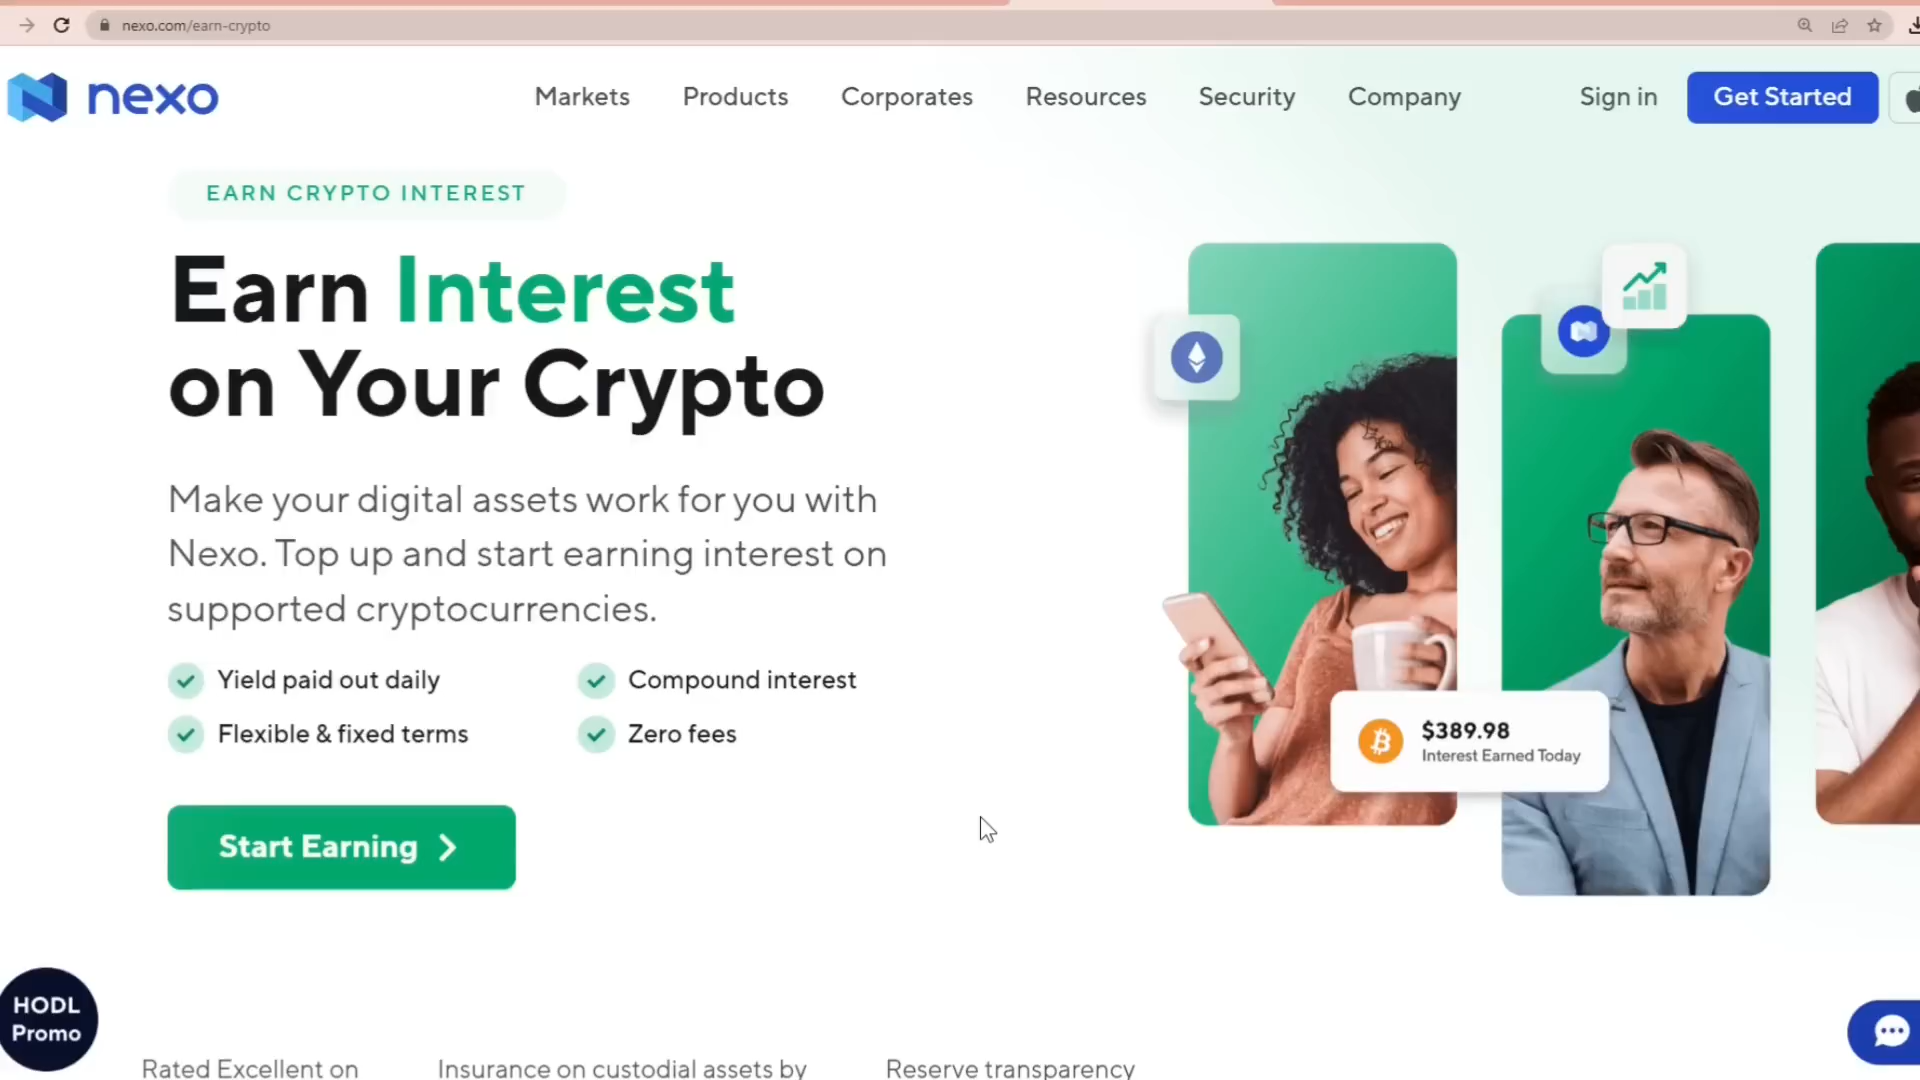 nexo.com/earn-crypto
nexo
Markets
Products
Corporates
Resources
Security
Company
Sign in
Get Started
EARN CRYPTO INTEREST
Earn Interest
on Your Crypto
Make your digital assets work for you with
Nexo. Top up and start earning interest on
supported cryptocurrencies.
Yield paid out daily
Compound interest
Flexible & fixed terms
Zero fees
Start Earning
$389.98
Interest Earned Today
HODL
Promo
Rated Excellent on
Insurance on custodial assets by
Reserve transparency